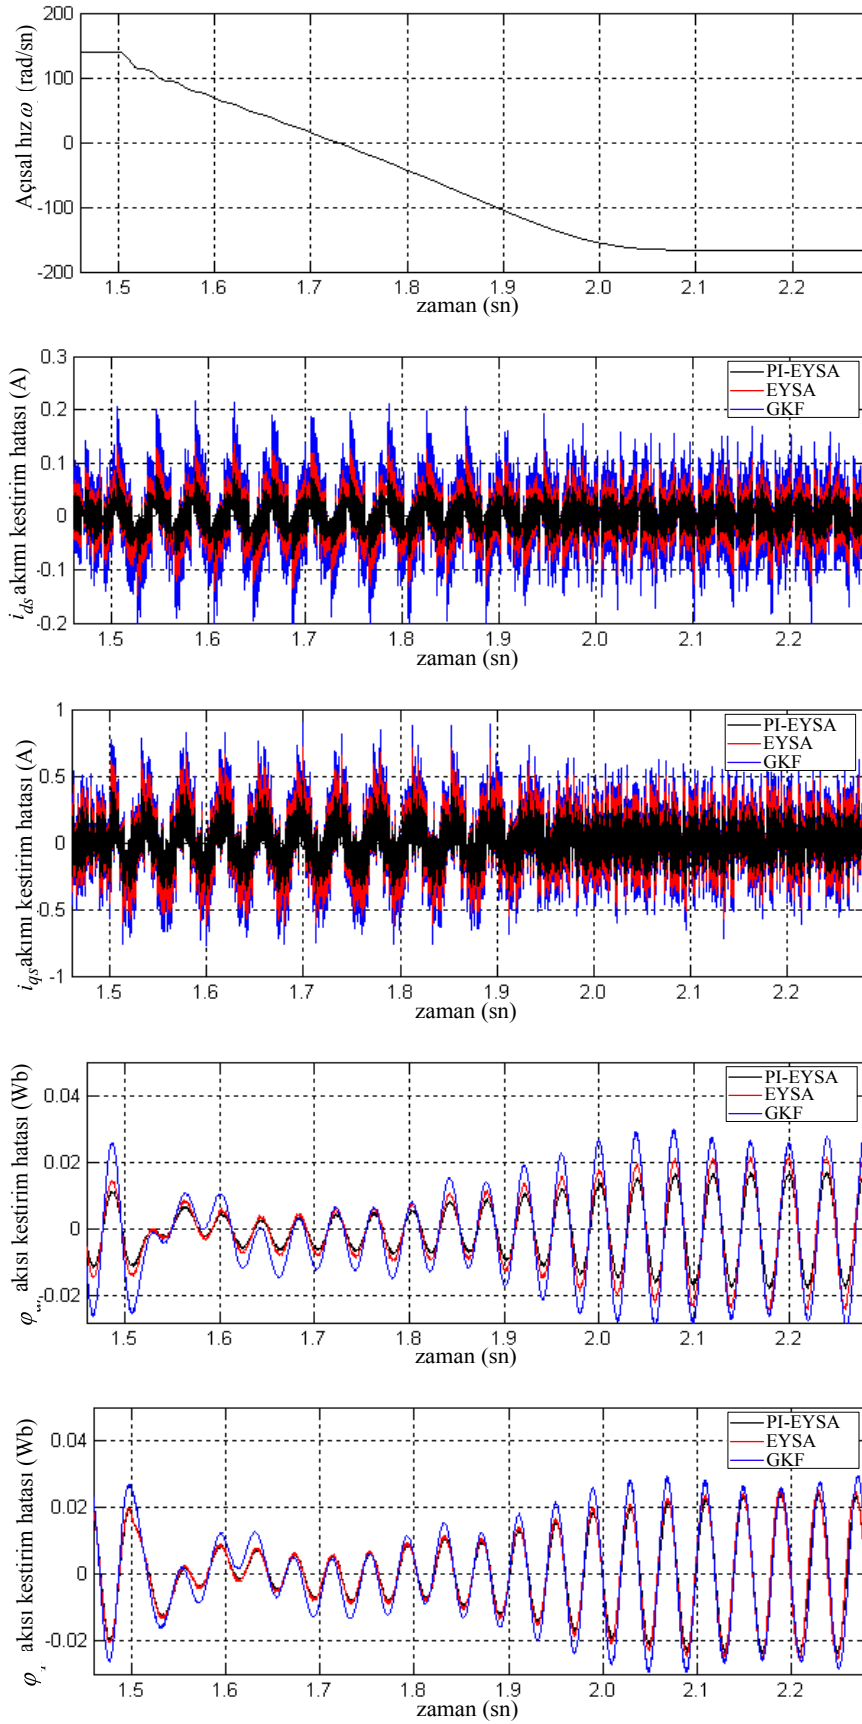 Açısal hız ω (rad/sn)
200
100
0
-100
-200
1.5 1.6 1.7 1.8 1.9 2.0 2.1 2.2
zaman (sn)
i_ds akımı kestirim hatası (A)
0.3
0.2
0.1
0
-0.1
-0.2
PI-EYSA
EYSA
GKF
1.5 1.6 1.7 1.8 1.9 2.0 2.1 2.2
zaman (sn)
i_qs akımı kestirim hatası (A)
1
0.5
0
-0.5
-1
PI-EYSA
EYSA
GKF
1.5 1.6 1.7 1.8 1.9 2.0 2.1 2.2
zaman (sn)
φ akısı kestirim hatası (Wb)
0.04
0.02
0
-0.02
PI-EYSA
EYSA
GKF
1.5 1.6 1.7 1.8 1.9 2.0 2.1 2.2
zaman (sn)
φ akısı kestirim hatası (Wb)
0.04
0.02
0
-0.02
PI-EYSA
EYSA
GKF
1.5 1.6 1.7 1.8 1.9 2.0 2.1 2.2
zaman (sn)